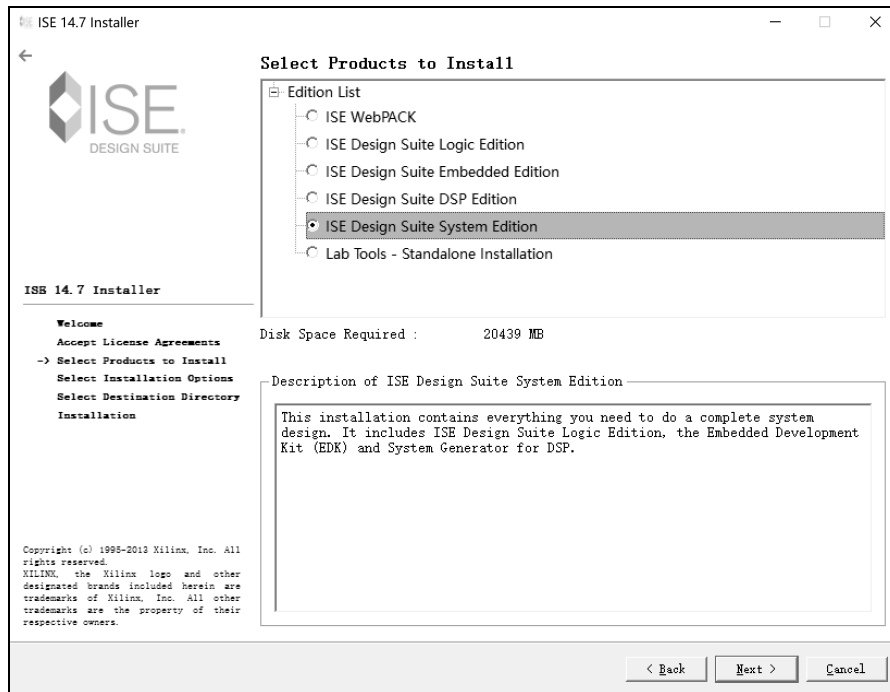 ISE 14.7 Installer
ISE
DESIGN SUITE
Select Products to Install
Edition List
ISE WebPACK
ISE Design Suite Logic Edition
ISE Design Suite Embedded Edition
ISE Design Suite DSP Edition
ISE Design Suite System Edition
Lab Tools - Standalone Installation
Disk Space Required : 20439 MB
ISE 14.7 Installer
Welcome
Accept License Agreements
-> Select Products to Install
Select Installation Options
Select Destination Directory
Installation
Description of ISE Design Suite System Edition
This installation contains everything you need to do a complete system
design. It includes ISE Design Suite Logic Edition, the Embedded Development
Kit (EDK) and System Generator for DSP.
Copyright (c) 1995-2013 Xilinx, Inc. All
rights reserved.
XILINX, the Xilinx logo and other
designated brands included herein are
trademarks of Xilinx, Inc. All other
trademarks are the property of their
respective owners.
< Back
Next >
Cancel